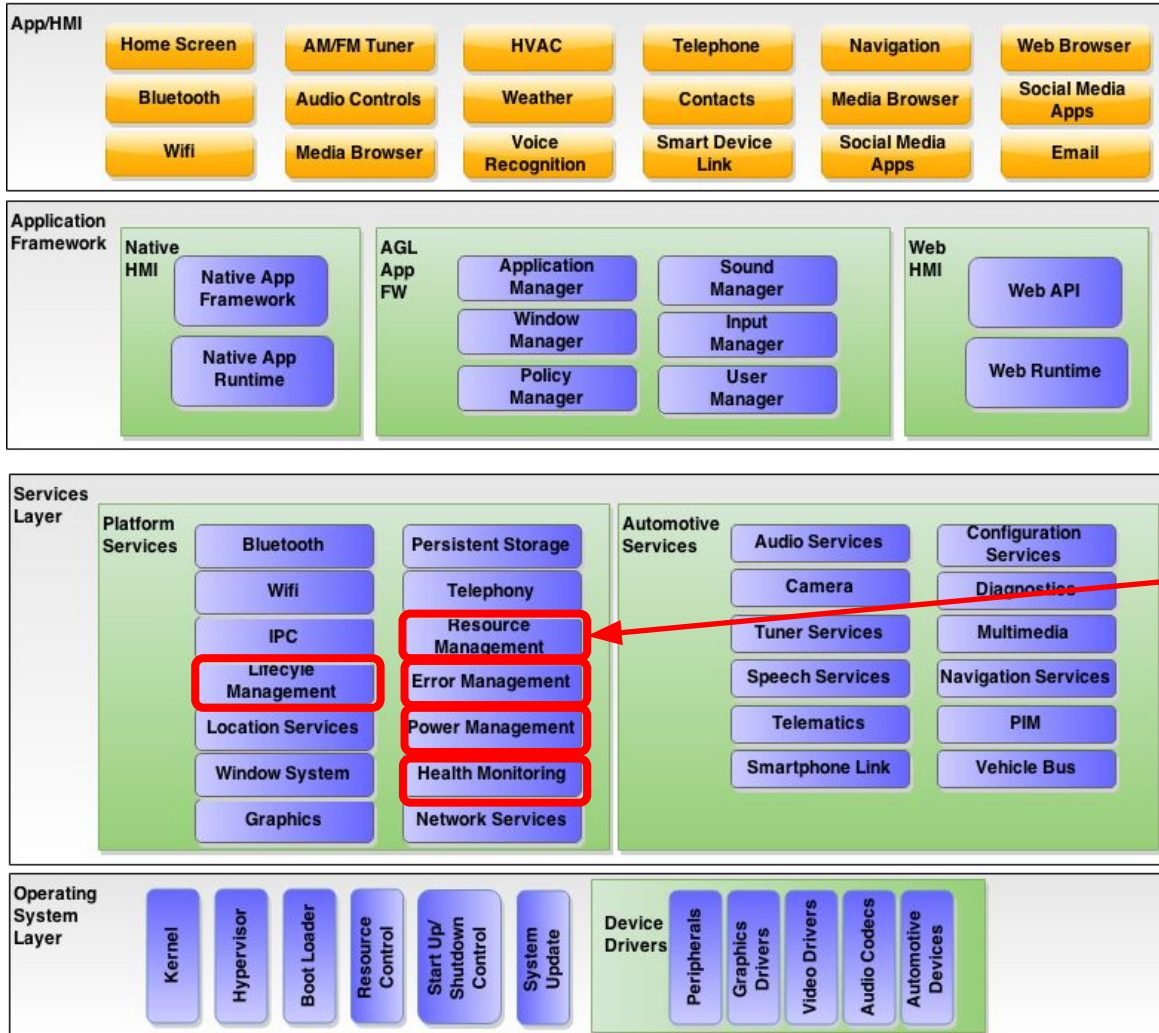 App/HMI
Home Screen
AM/FM Tuner
HVAC
Telephone
Navigation
Web Browser
Bluetooth
Audio Controls
Weather
Contacts
Media Browser
Social Media
Apps
Wifi
Media Browser
Voice
Recognition
Smart Device
Link
Social Media
Apps
Email
Application
Framework
Native
HMI
Native App
Framework
Native App
Runtime
AGL
App
FW
Application
Manager
Sound
Manager
Window
Manager
Input
Manager
Policy
Manager
User
Manager
Web
HMI
Web API
Web Runtime
Services
Layer
Platform
Services
Bluetooth
Persistent Storage
Wifi
Telephony
IPC
Resource
Management
Lifecyle
Management
Error Management
Location Services
Power Management
Window System
Health Monitoring
Graphics
Network Services
Automotive
Services
Audio Services
Configuration
Services
Camera
Diagnostics
Tuner Services
Multimedia
Speech Services
Navigation Services
Telematics
PIM
Smartphone Link
Vehicle Bus
Operating
System
Layer
Kernel
Hypervisor
Boot Loader
Resource
Control
Start Up/
Shutdown
Control
System
Update
Device
Drivers
Peripherals
Graphics
Drivers
Video Drivers
Audio Codecs
Automotive
Devices